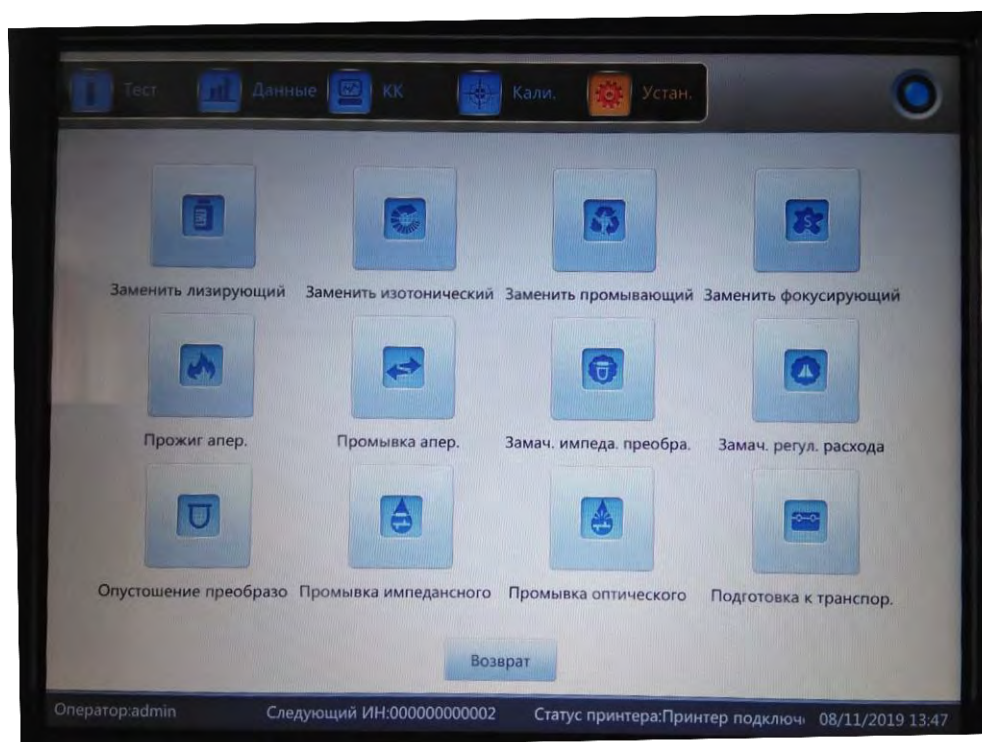 Тест Данные КК Кали. Устан.
Заменить лизирующий Заменить изотонический Заменить промывающий Заменить фокусирующий
Прожиг апер. Промывка апер. Замач. импеда. преобра. Замач. регул. расхода
Опустошение преобразо Промывка импедансного Промывка оптического Подготовка к транспор.
Возврат
Оператор:admin Следующий ИН:000000000002 Статус принтера:Принтер подключ 08/11/2019 13:47